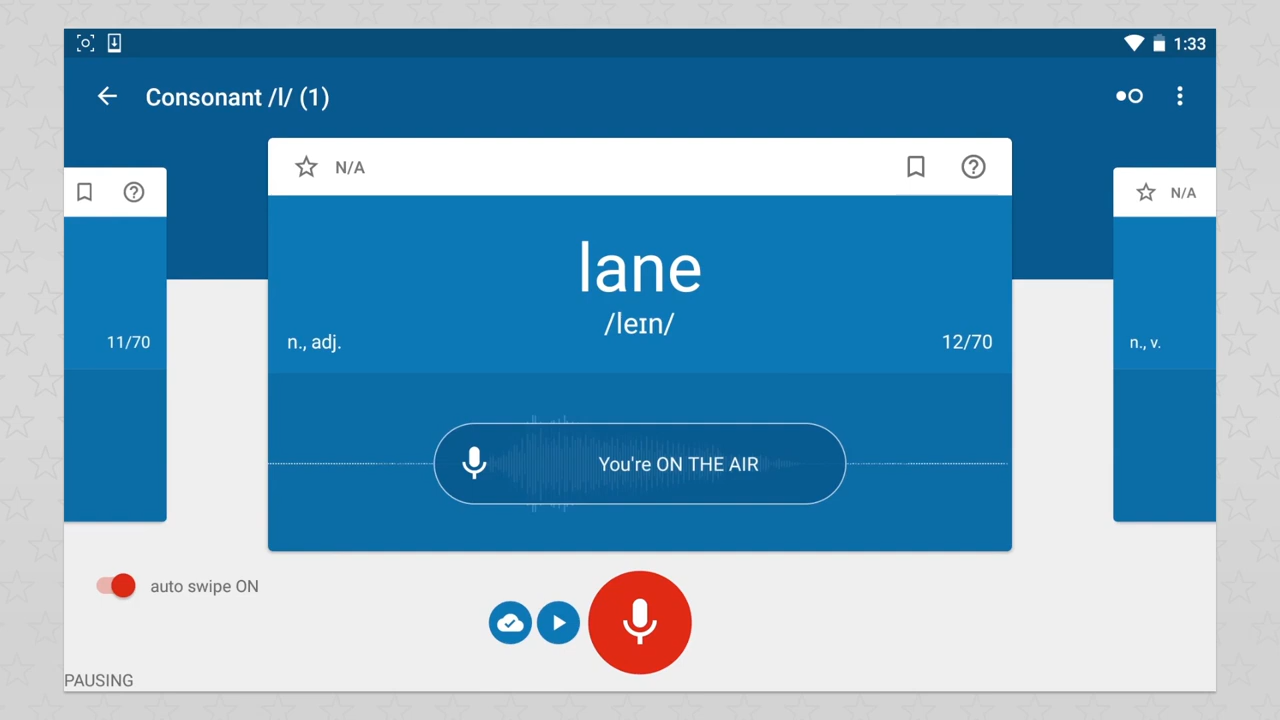 1:33
Consonant /l/ (1)
N/A
N/A
lane
/leɪn/
11/70
n., adj.
12/70
n., v.
You're ON THE AIR
auto swipe ON
PAUSING